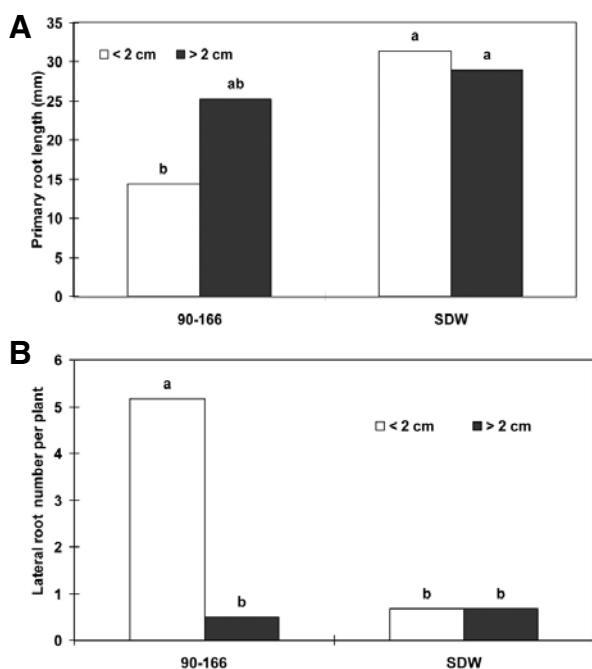 A
Primary root length (mm)
35
30
25
20
15
10
5
0
< 2 cm > 2 cm
b
ab
a
a
90-166 SDW
B
Lateral root number per plant
6
5
4
3
2
1
0
< 2 cm > 2 cm
a
b
b
b
90-166 SDW